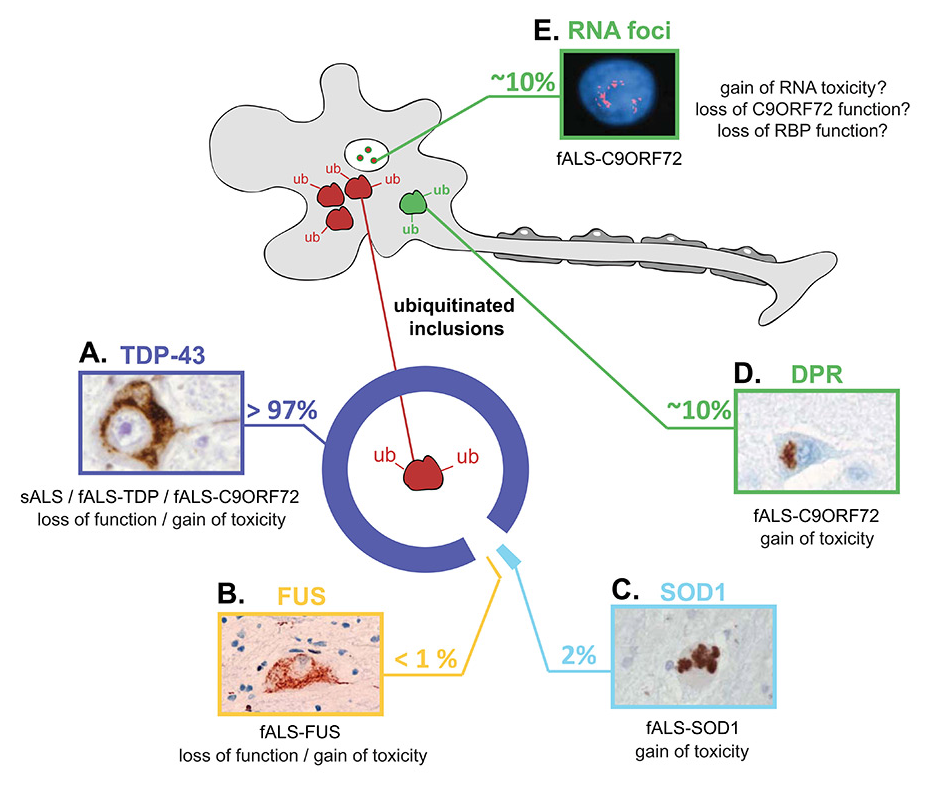 E. RNA foci
~10%
gain of RNA toxicity?
loss of C9ORF72 function?
loss of RBP function?
fALS-C9ORF72
ub
ub
ub
ub
ub
ub
ubiquitinated
inclusions
A. TDP-43
> 97%
sALS / fALS-TDP / fALS-C9ORF72
loss of function / gain of toxicity
ub
ub
D. DPR
~10%
fALS-C9ORF72
gain of toxicity
B. FUS
< 1 %
fALS-FUS
loss of function / gain of toxicity
C. SOD1
2%
fALS-SOD1
gain of toxicity